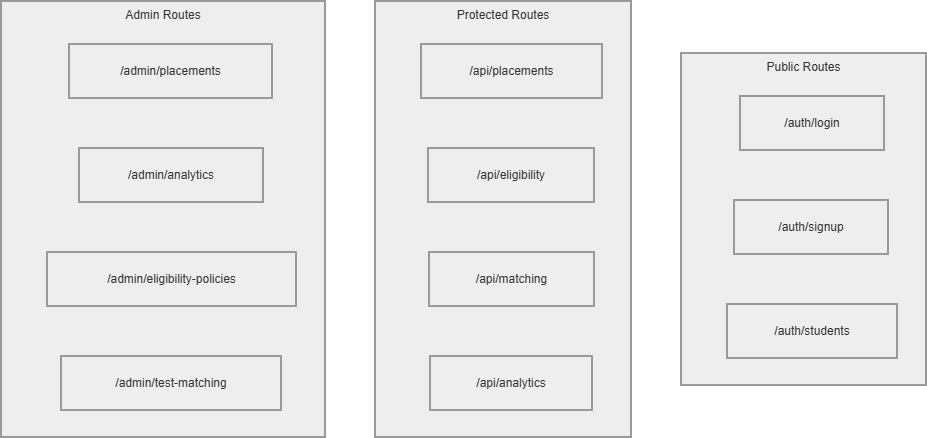 Admin Routes
/admin/placements
/admin/analytics
/admin/eligibility-policies
/admin/test-matching
Protected Routes
/api/placements
/api/eligibility
/api/matching
/api/analytics
Public Routes
/auth/login
/auth/signup
/auth/students